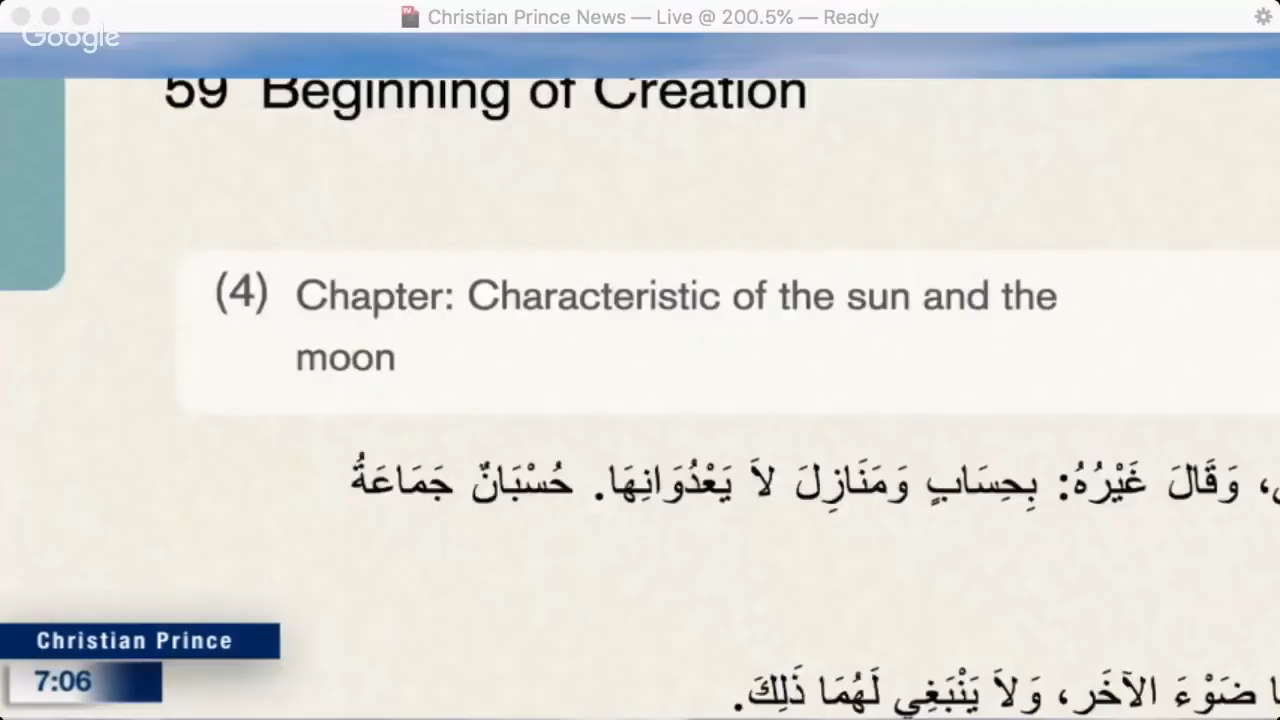 Christian Prince News — Live @ 200.5% — Ready
Google
59 Beginning of Creation
(4) Chapter: Characteristic of the sun and the
moon
، وَقَالَ غَيْرُهُ: بِحِسَابٍ وَمَنَازِلَ لاَ يَعْدُوَانِهَا. حُسْبَانٌ جَمَاعَةُ
ضَوْءَ الآخَرِ، وَلاَ يَنْبَغِي لَهُمَا ذَلِكَ.
Christian Prince
7:06